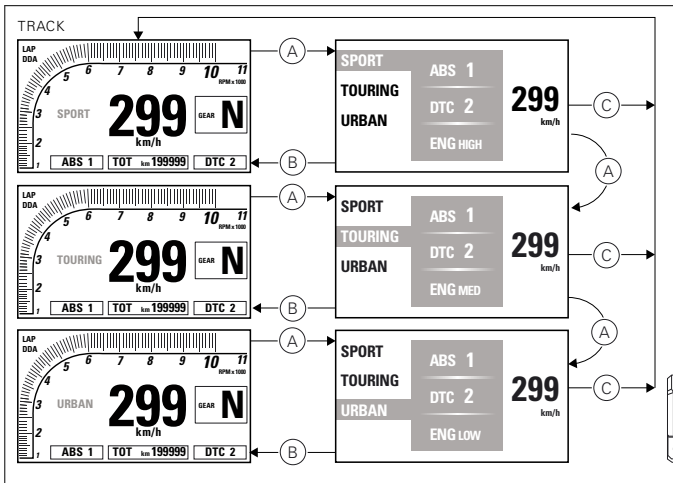 TRACK
LAP
DDA
1 2 3 4 5 6 7 8 9 10 11
RPM x 1000
SPORT
299
km/h
GEAR N
ABS 1
TOT km 199999
DTC 2
A
B
SPORT
TOURING
URBAN
ABS 1
DTC 2
ENG HIGH
299
km/h
C
A
LAP
DDA
1 2 3 4 5 6 7 8 9 10 11
RPM x 1000
TOURING
299
km/h
GEAR N
ABS 1
TOT km 199999
DTC 2
A
B
SPORT
TOURING
URBAN
ABS 1
DTC 2
ENG MED
299
km/h
C
A
LAP
DDA
1 2 3 4 5 6 7 8 9 10 11
RPM x 1000
URBAN
299
km/h
GEAR N
ABS 1
TOT km 199999
DTC 2
A
B
SPORT
TOURING
URBAN
ABS 1
DTC 2
ENG LOW
299
km/h
C